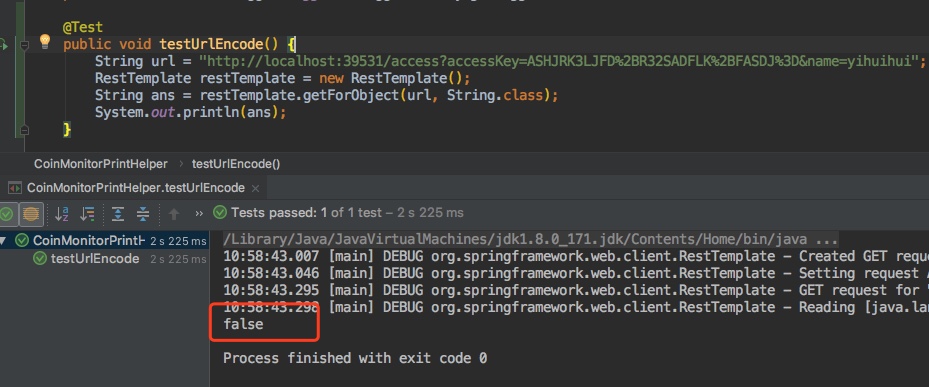 @Test
public void testUrlEncode() {
String url = "http://localhost:39531/access?accessKey=ASHJRK3LJFD%2BR32SADFLK%2BFASDJ%3D&name=yihuihui";
RestTemplate restTemplate = new RestTemplate();
String ans = restTemplate.getForObject(url, String.class);
System.out.println(ans);
}
CoinMonitorPrintHelper › testUrlEncode()
CoinMonitorPrintHelper.testUrlEncode ×
» Tests passed: 1 of 1 test – 2 s 225 ms
CoinMonitorPrintH 2 s 225 ms
testUrlEncode 2 s 225 ms
/Library/Java/JavaVirtualMachines/jdk1.8.0_171.jdk/Contents/Home/bin/java ...
10:58:43.007 [main] DEBUG org.springframework.web.client.RestTemplate – Created GET reque
10:58:43.046 [main] DEBUG org.springframework.web.client.RestTemplate – Setting request A
10:58:43.295 [main] DEBUG org.springframework.web.client.RestTemplate – GET request for "
10:58:43.298 [main] DEBUG org.springframework.web.client.RestTemplate – Reading [java.lan
false
Process finished with exit code 0